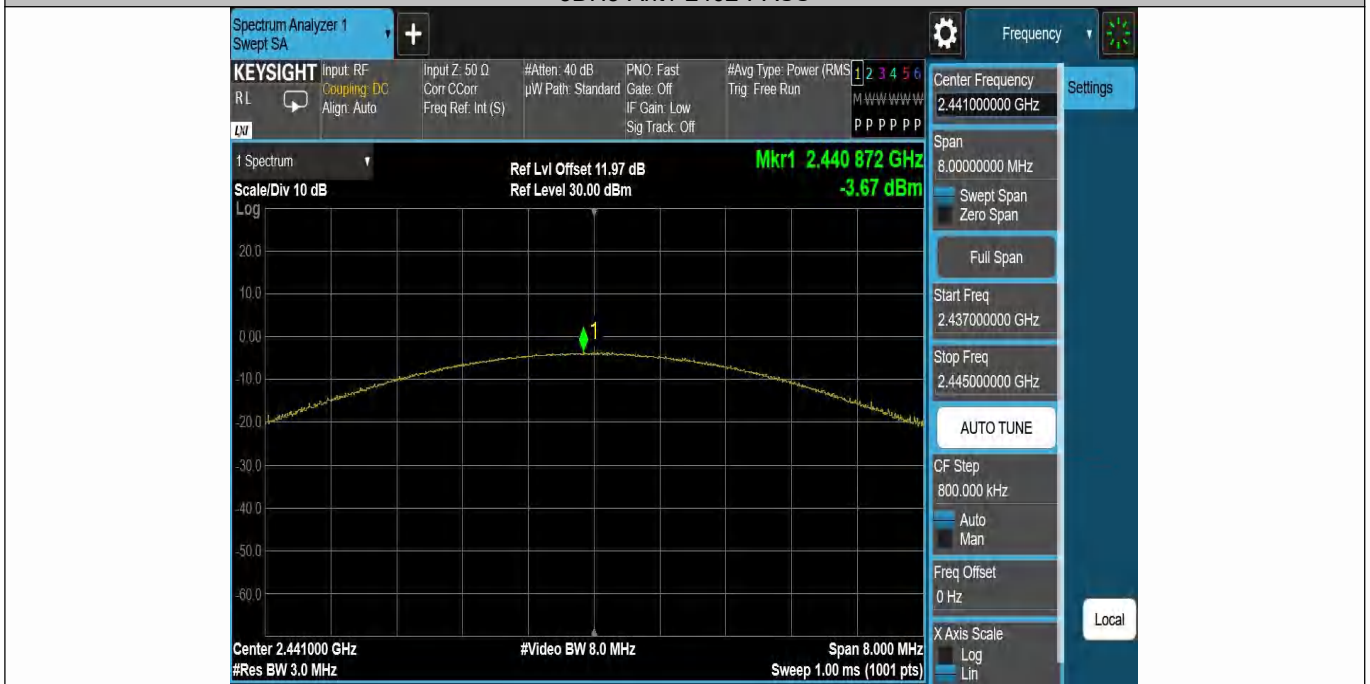 Spectrum Analyzer 1
Swept SA
+
Frequency
KEYSIGHT
RL
LXI
Input: RF
Coupling: DC
Align: Auto
Input Z: 50 Ω
Corr CCorr
Freq Ref: Int (S)
#Atten: 40 dB
µW Path: Standard
PNO: Fast
Gate: Off
IF Gain: Low
Sig Track: Off
#Avg Type: Power (RMS
Trig: Free Run
1 2 3 4 5 6
M W W W W W
P P P P P P
1 Spectrum
Scale/Div 10 dB
Log
Ref Lvl Offset 11.97 dB
Ref Level 30.00 dBm
Mkr1 2.440 872 GHz
-3.67 dBm
20.0
10.0
0.00
-10.0
-20.0
-30.0
-40.0
-50.0
-60.0
1
Center 2.441000 GHz
#Res BW 3.0 MHz
#Video BW 8.0 MHz
Span 8.000 MHz
Sweep 1.00 ms (1001 pts)
Center Frequency
2.441000000 GHz
Span
8.00000000 MHz
Swept Span
Zero Span
Full Span
Start Freq
2.437000000 GHz
Stop Freq
2.445000000 GHz
AUTO TUNE
CF Step
800.000 kHz
Auto
Man
Freq Offset
0 Hz
X Axis Scale
Log
Lin
Settings
Local